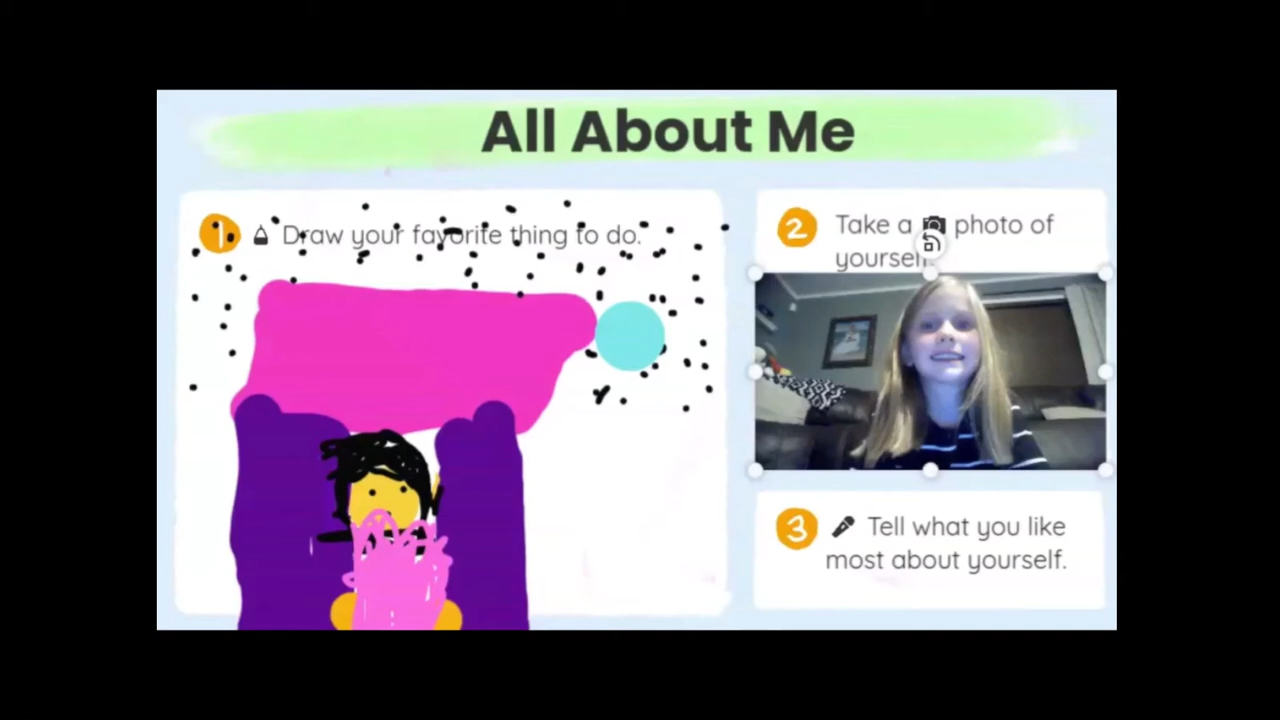 All About Me
1 Draw your favorite thing to do.
2 Take a photo of
yourself.
3 Tell what you like
most about yourself.